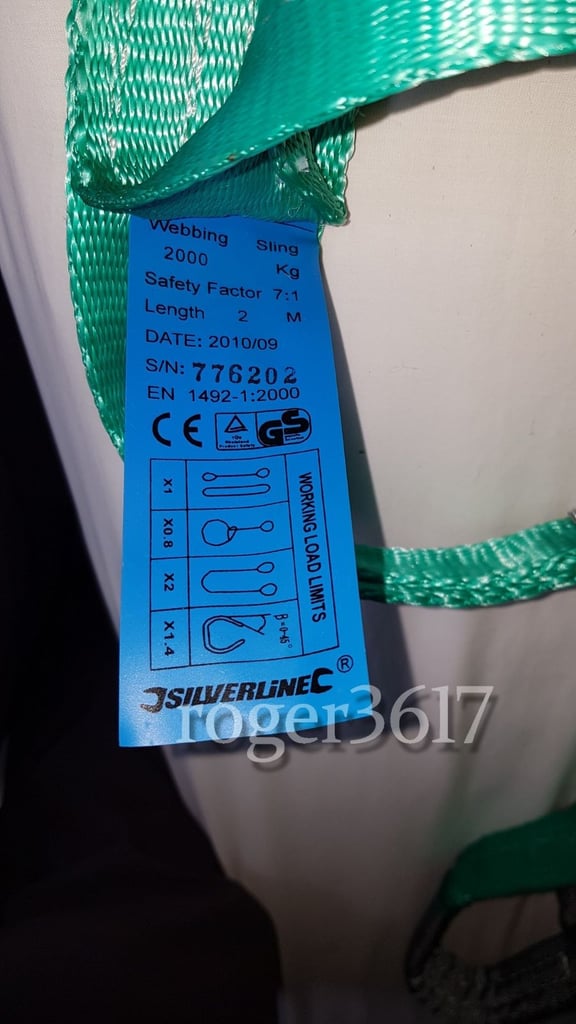 Webbing Sling
2000 Kg
Safety Factor 7:1
Length 2 M
DATE: 2010/09
S/N: 776202
EN 1492-1:2000
CE
GS
WORKING LOAD LIMITS
X1
X0.8
X2
X1.4
β=0-45°
SILVERLINE®
roger3617